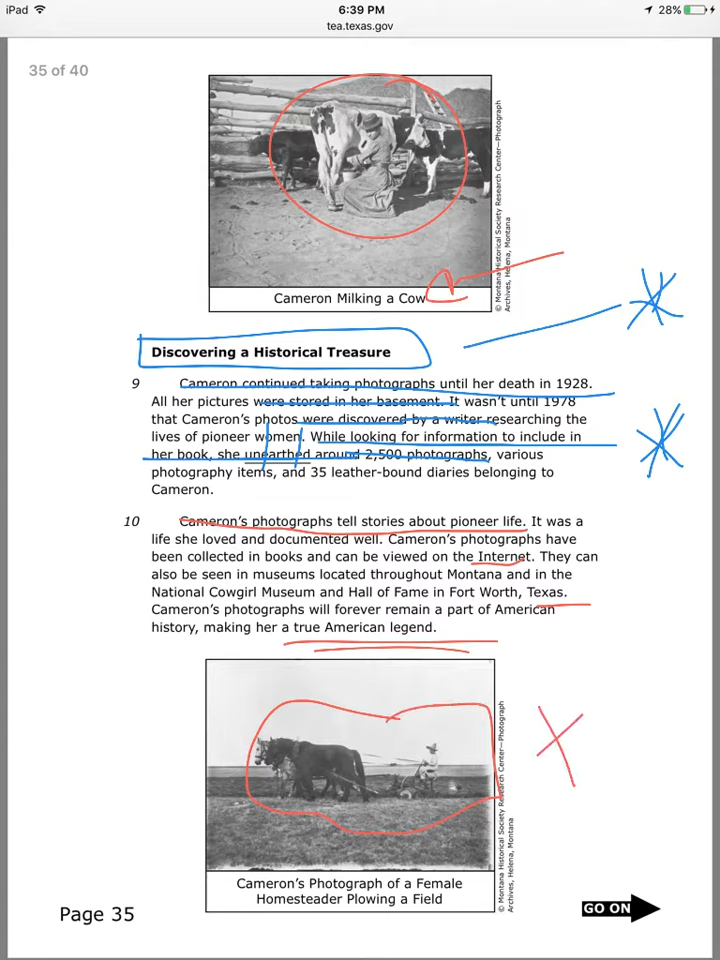 iPad
6:39 PM
28%
tea.texas.gov
35 of 40
© Montana Historical Society Research Center—Photograph
Archives, Helena, Montana
Cameron Milking a Cow
Discovering a Historical Treasure
9 Cameron continued taking photographs until her death in 1928.
All her pictures were stored in her basement. It wasn't until 1978
that Cameron's photos were discovered by a writer researching the
lives of pioneer women. While looking for information to include in
her book, she unearthed around 2,500 photographs, various
photography items, and 35 leather-bound diaries belonging to
Cameron.
10 Cameron's photographs tell stories about pioneer life. It was a
life she loved and documented well. Cameron's photographs have
been collected in books and can be viewed on the Internet. They can
also be seen in museums located throughout Montana and in the
National Cowgirl Museum and Hall of Fame in Fort Worth, Texas.
Cameron's photographs will forever remain a part of American
history, making her a true American legend.
© Montana Historical Society Research Center—Photograph
Archives, Helena, Montana
Cameron's Photograph of a Female
Homesteader Plowing a Field
Page 35
GO ON